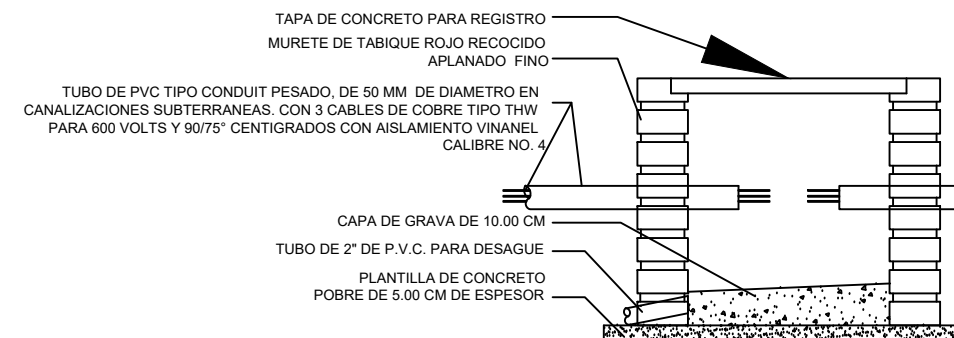 TAPA DE CONCRETO PARA REGISTRO
MURETE DE TABIQUE ROJO RECOCIDO
APLANADO FINO
TUBO DE PVC TIPO CONDUIT PESADO, DE 50 MM DE DIAMETRO EN
CANALIZACIONES SUBTERRANEAS. CON 3 CABLES DE COBRE TIPO THW
PARA 600 VOLTS Y 90/75° CENTIGRADOS CON AISLAMIENTO VINANEL
CALIBRE NO. 4
CAPA DE GRAVA DE 10.00 CM
TUBO DE 2" DE P.V.C. PARA DESAGUE
PLANTILLA DE CONCRETO
POBRE DE 5.00 CM DE ESPESOR